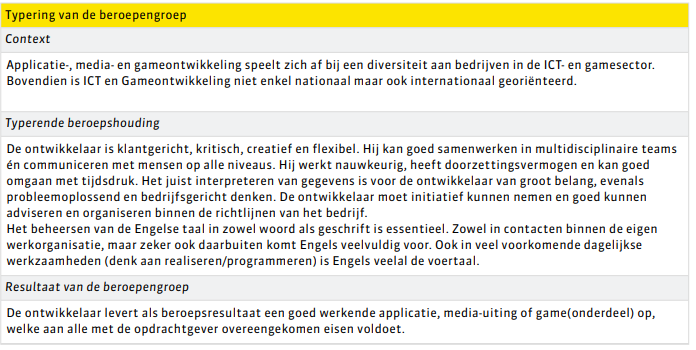 Typering van de beroepengroep
Context
Applicatie-, media- en gameontwikkeling speelt zich af bij een diversiteit aan bedrijven in de ICT- en gamesector.
Bovendien is ICT en Gameontwikkeling niet enkel nationaal maar ook internationaal georiënteerd.
Typerende beroepshouding
De ontwikkelaar is klantgericht, kritisch, creatief en flexibel. Hij kan goed samenwerken in multidisciplinaire teams
én communiceren met mensen op alle niveaus. Hij werkt nauwkeurig, heeft doorzettingsvermogen en kan goed
omgaan met tijdsdruk. Het juist interpreteren van gegevens is voor de ontwikkelaar van groot belang, evenals
probleemoplossend en bedrijfsgericht denken. De ontwikkelaar moet initiatief kunnen nemen en goed kunnen
adviseren en organiseren binnen de richtlijnen van het bedrijf.
Het beheersen van de Engelse taal in zowel woord als geschrift is essentieel. Zowel in contacten binnen de eigen
werkorganisatie, maar zeker ook daarbuiten komt Engels veelvuldig voor. Ook in veel voorkomende dagelijkse
werkzaamheden (denk aan realiseren/programmeren) is Engels veelal de voertaal.
Resultaat van de beroepengroep
De ontwikkelaar levert als beroepsresultaat een goed werkende applicatie, media-uiting of game(onderdeel) op,
welke aan alle met de opdrachtgever overeengekomen eisen voldoet.